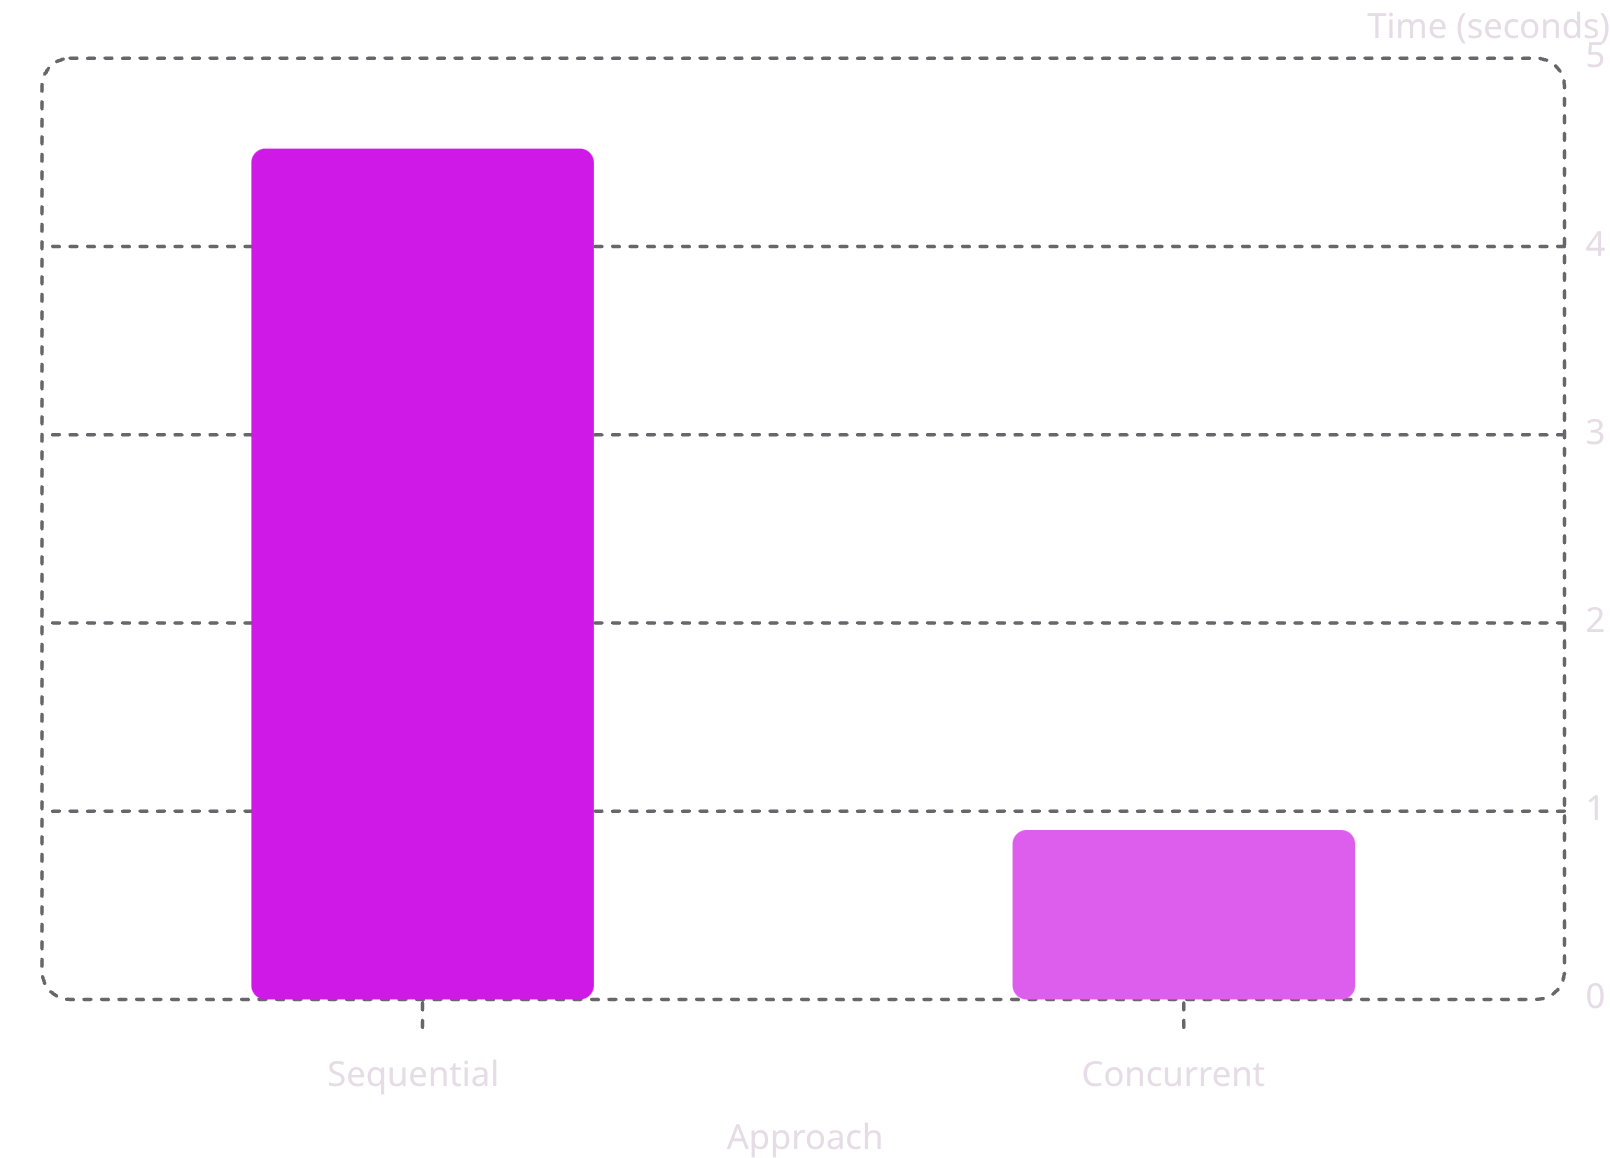 Time (seconds)
5
4
3
2
1
0
Sequential
Concurrent
Approach